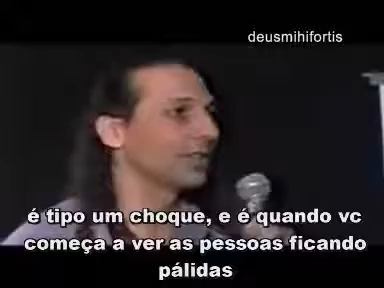 deusmihifortis
é tipo um choque, e é quando vc
começa a ver as pessoas ficando
pálidas